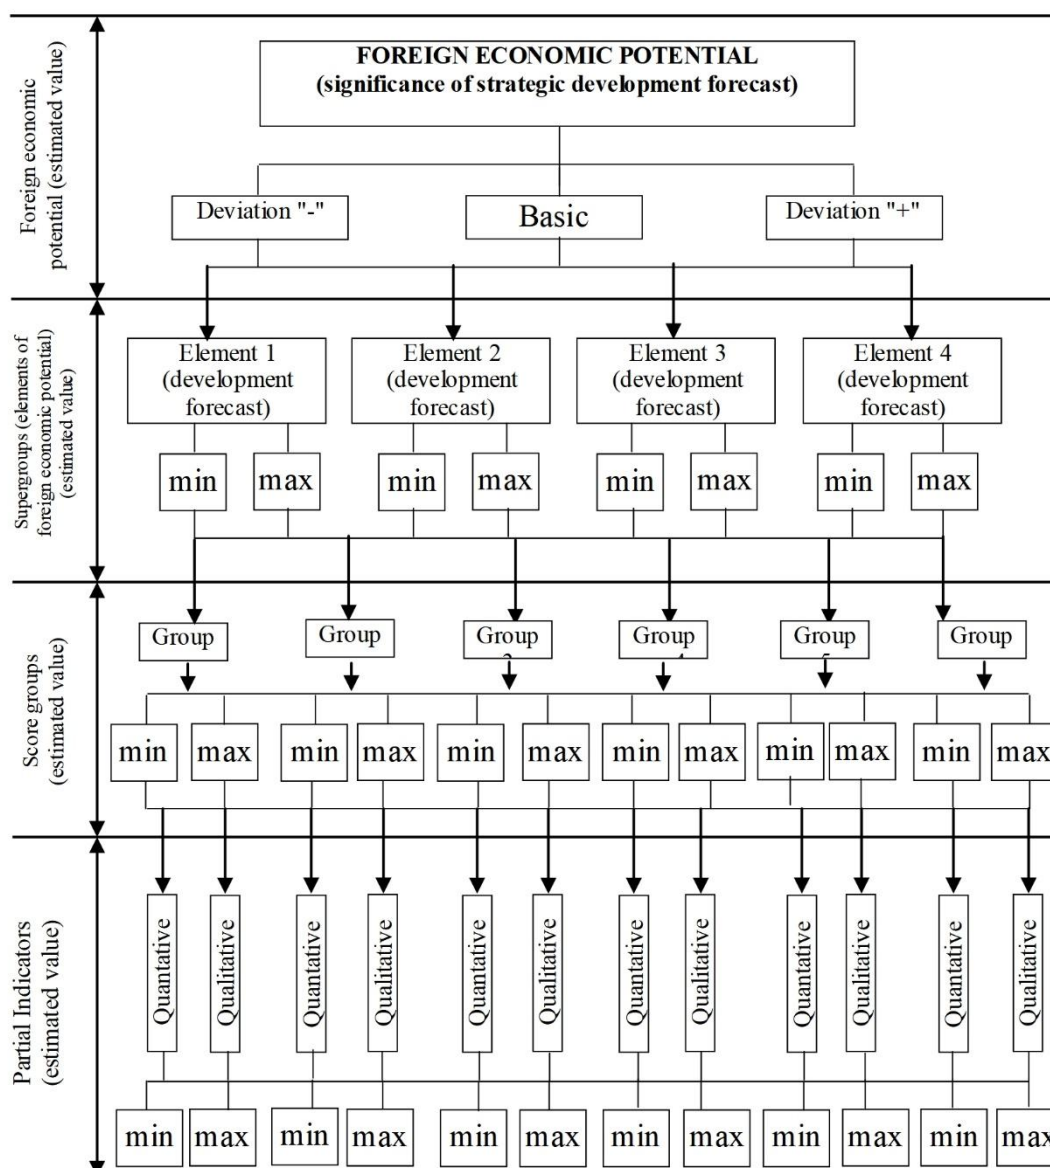 FOREIGN ECONOMIC POTENTIAL
(significance of strategic development forecast)
Foreign economic
potential (estimated value)
Deviation "-"
Basic
Deviation "+"
Supergroups (elements of
foreign economic potential)
(estimated value)
Element 1
(development
forecast)
Element 2
(development
forecast)
Element 3
(development
forecast)
Element 4
(development
forecast)
min
max
min
max
min
max
min
max
Score groups
(estimated value)
Group
Group
Group
Group
Group
Group
min
max
min
max
min
max
min
max
min
max
min
max
Partial Indicators
(estimated value)
Quantative
Qualitative
Quantative
Qualitative
Quantative
Qualitative
Quantative
Qualitative
Quantative
Qualitative
Quantative
Qualitative
min
max
min
max
min
max
min
max
min
max
min
max